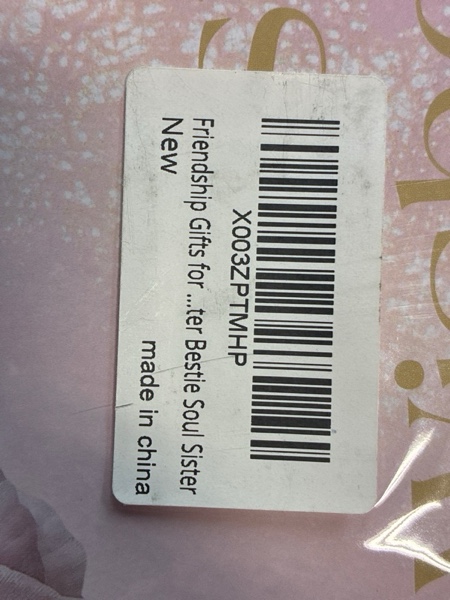 X003ZPTMHP
Friendship Gifts for ...ter Bestie Soul Sister
New
made in china